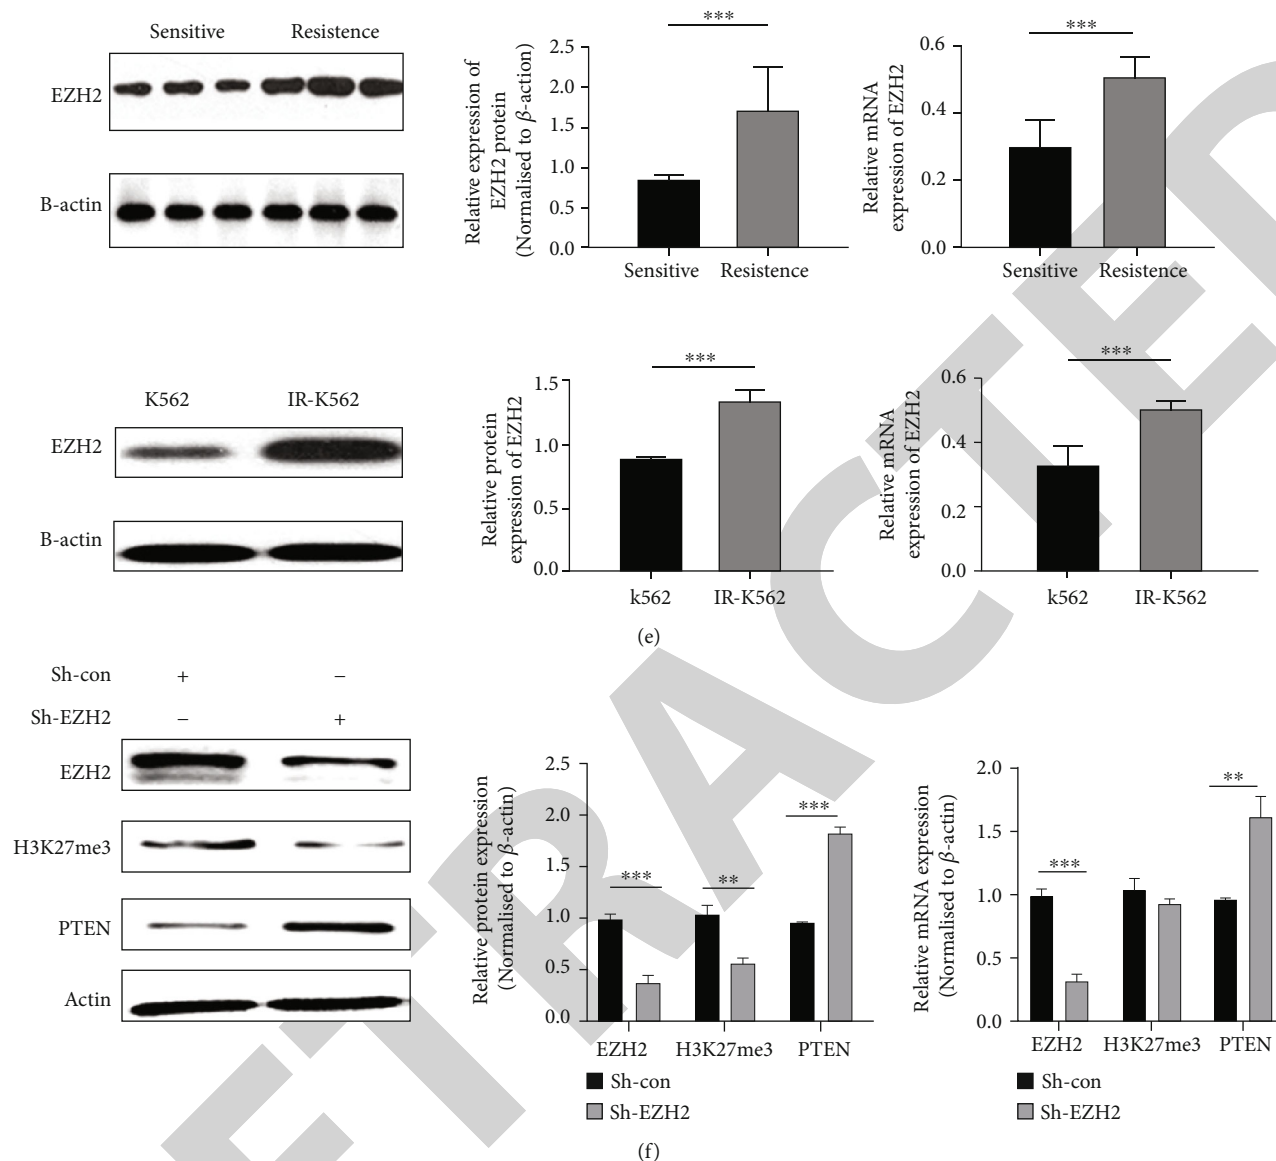 Sensitive Resistence
EZH2
B-actin
Relative expression of
EZH2 protein
(Normalised to β-action)
2.5
2.0
1.5
1.0
0.5
0.0
***
Sensitive Resistence
Relative mRNA
expression of EZH2
0.6
0.4
0.2
0.0
***
Sensitive Resistence
K562 IR-K562
EZH2
B-actin
Relative protein
expression of EZH2
1.5
1.0
0.5
0.0
***
k562 IR-K562
Relative mRNA
expression of EZH2
0.6
0.4
0.2
0.0
***
k562 IR-K562
(e)
Sh-con + −
Sh-EZH2 − +
EZH2
H3K27me3
PTEN
Actin
Relative protein expression
(Normalised to β-actin)
2.5
2.0
1.5
1.0
0.5
0.0
*** ** ***
EZH2 H3K27me3 PTEN
Sh-con
Sh-EZH2
Relative mRNA expression
(Normalised to β-actin)
2.0
1.5
1.0
0.5
0.0
*** **
EZH2 H3K27me3 PTEN
Sh-con
Sh-EZH2
(f)
ETRACTED